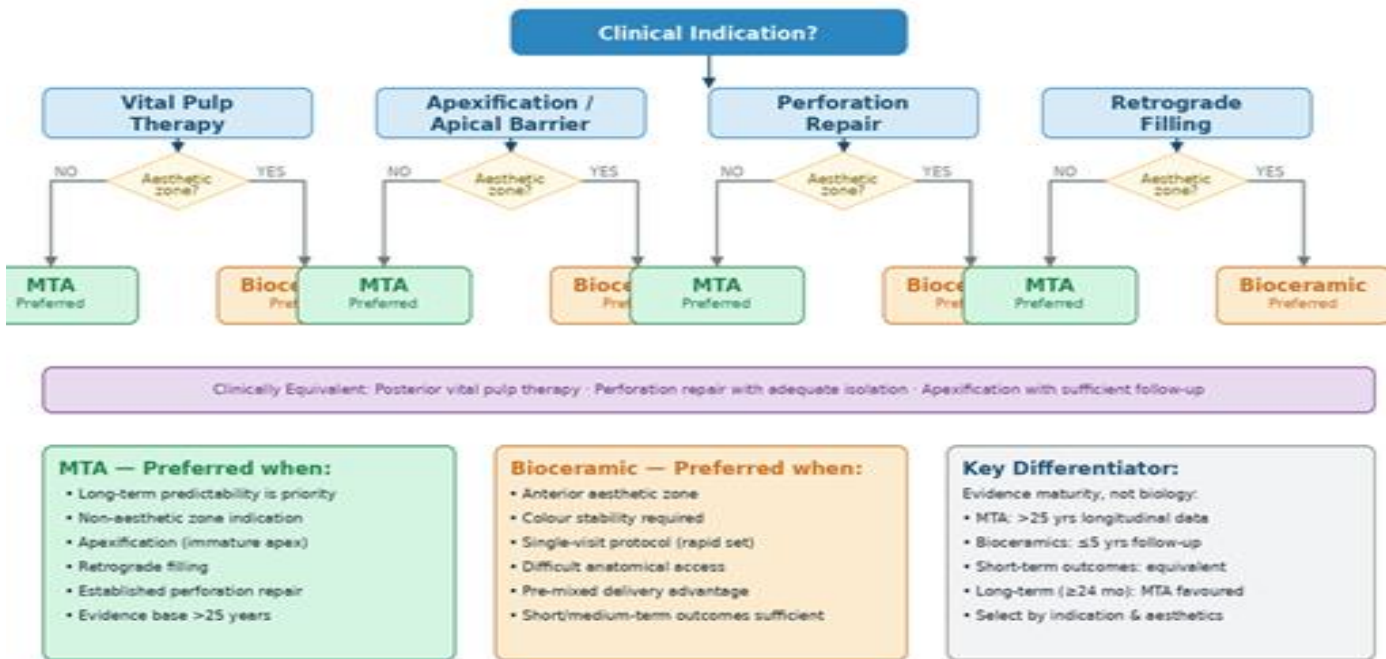 Clinical Indication?
Vital Pulp
Therapy
Apexification /
Apical Barrier
Perforation
Repair
Retrograde
Filling
NO
Aesthetic
zone?
YES
NO
Aesthetic
zone?
YES
NO
Aesthetic
zone?
YES
NO
Aesthetic
zone?
YES
MTA
Preferred
MTA
Preferred
MTA
Preferred
MTA
Preferred
Bioceramic
Preferred
Clinically Equivalent: Posterior vital pulp therapy · Perforation repair with adequate isolation · Apexification with sufficient follow-up
MTA — Preferred when:
• Long-term predictability is priority
• Non-aesthetic zone indication
• Apexification (immature apex)
• Retrograde filling
• Established perforation repair
• Evidence base >25 years
Bioceramic — Preferred when:
• Anterior aesthetic zone
• Colour stability required
• Single-visit protocol (rapid set)
• Difficult anatomical access
• Pre-mixed delivery advantage
• Short/medium-term outcomes sufficient
Key Differentiator:
Evidence maturity, not biology:
• MTA: >25 yrs longitudinal data
• Bioceramics: ≤5 yrs follow-up
• Short-term outcomes: equivalent
• Long-term (≥24 mo): MTA favoured
• Select by indication & aesthetics